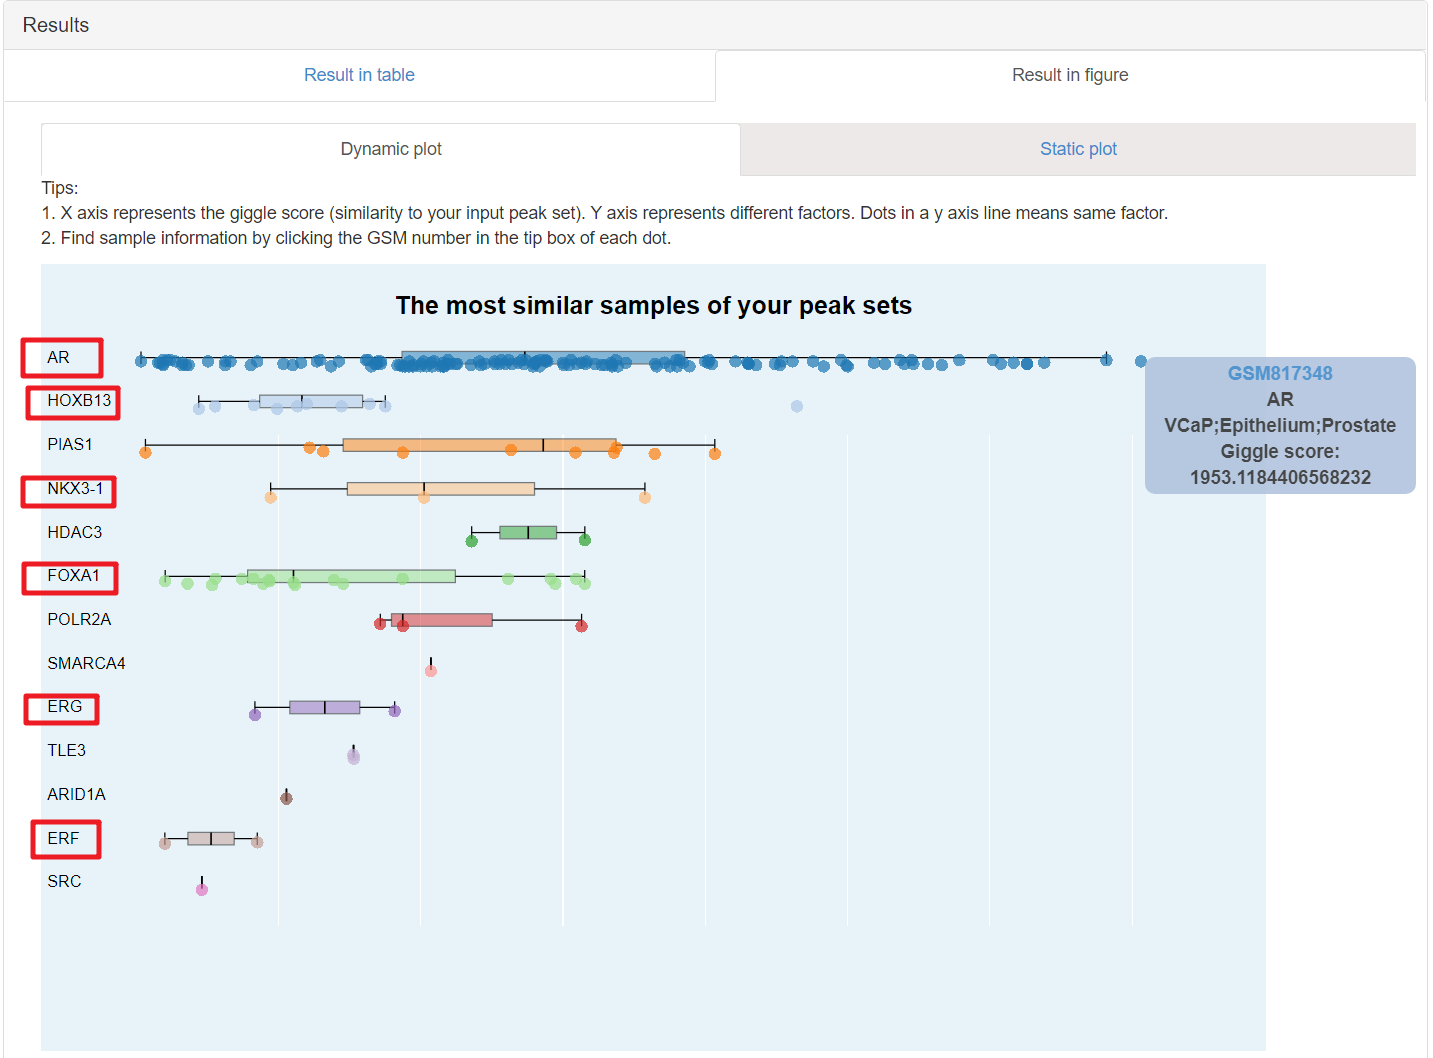 Results
Result in table
Result in figure
Dynamic plot
Static plot
Tips:
1. X axis represents the giggle score (similarity to your input peak set). Y axis represents different factors. Dots in a y axis line means same factor.
2. Find sample information by clicking the GSM number in the tip box of each dot.
The most similar samples of your peak sets
AR
HOXB13
PIAS1
NKX3-1
HDAC3
FOXA1
POLR2A
SMARCA4
ERG
TLE3
ARID1A
ERF
SRC
GSM817348
AR
VCaP;Epithelium;Prostate
Giggle score:
1953.1184406568232